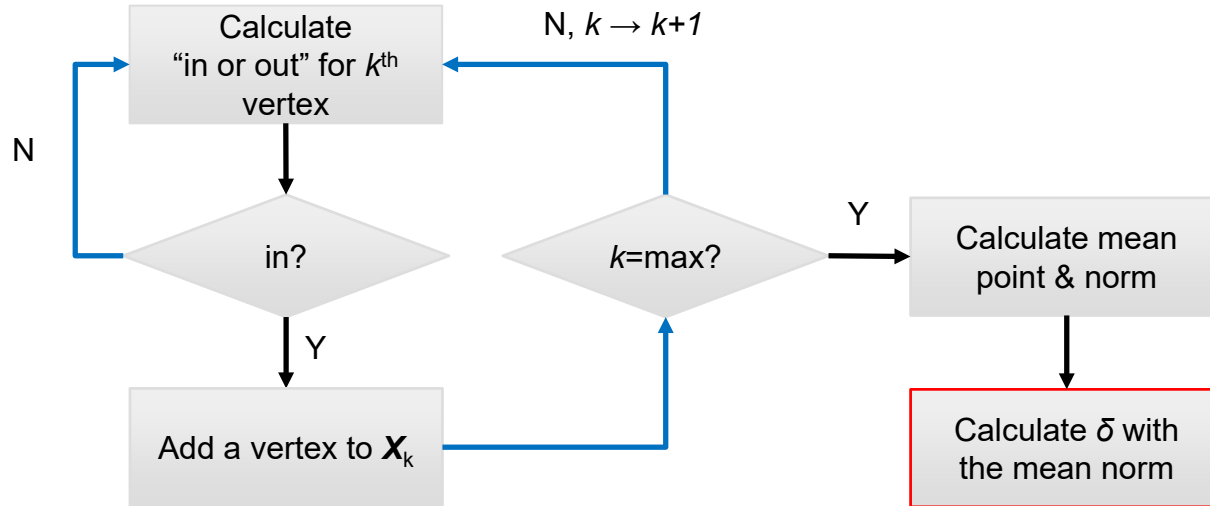 Calculate
“in or out” for kth
vertex
N, k → k+1
N
in?
k=max?
Y
Calculate mean
point & norm
Y
Add a vertex to Xk
Calculate δ with
the mean norm